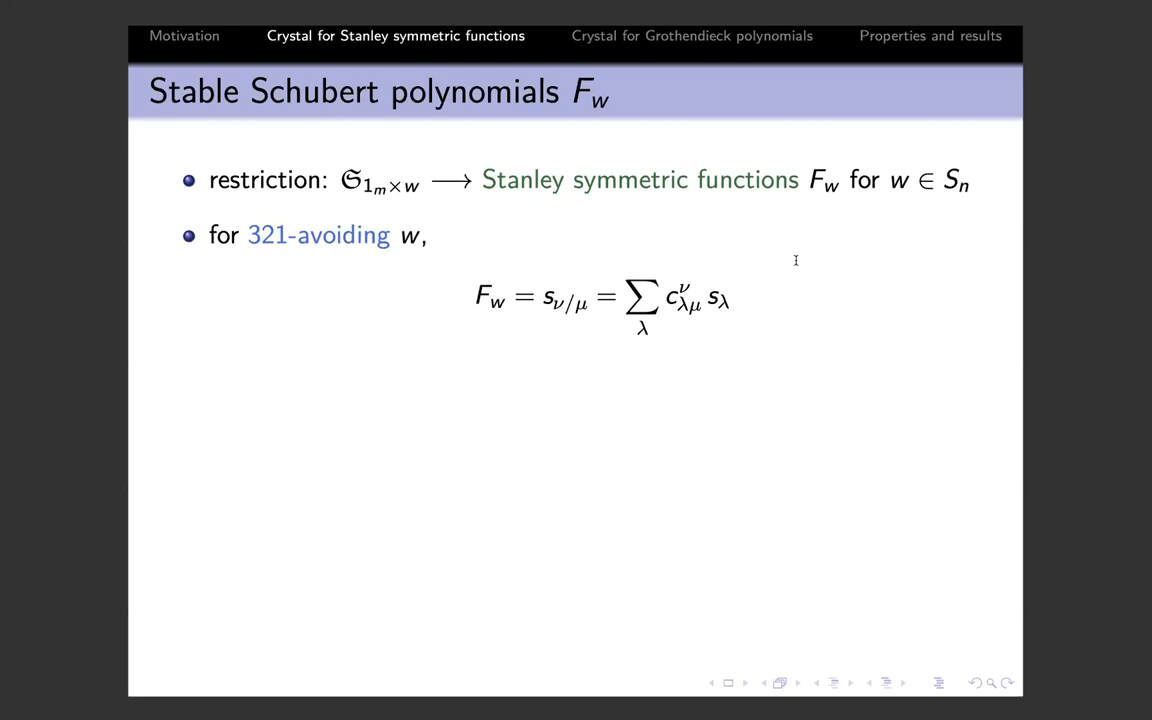 Motivation Crystal for Stanley symmetric functions Crystal for Grothendieck polynomials Properties and results
Stable Schubert polynomials F_w
• restriction: 𝔖_{1_m×w} ⟶ Stanley symmetric functions F_w for w ∈ S_n
• for 321-avoiding w,
F_w = s_{ν/μ} = ∑_λ c^ν_{λμ} s_λ